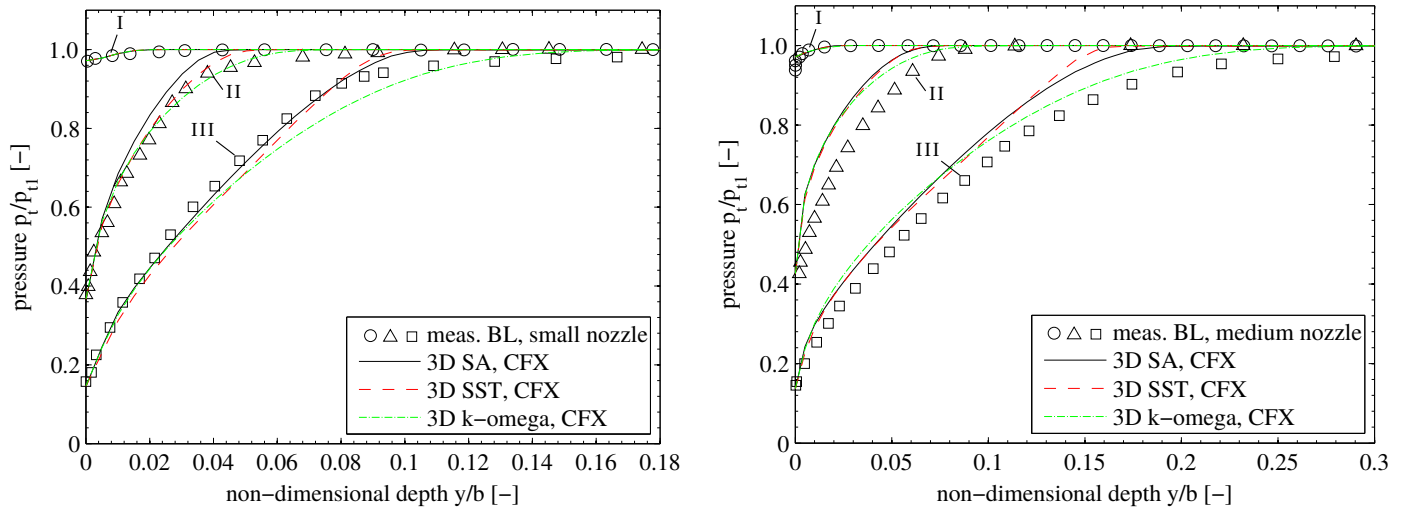 pressure p_t/p_t1 [-]
1.0
0.8
0.6
0.4
0.2
0
I
II
III
meas. BL, small nozzle
3D SA, CFX
3D SST, CFX
3D k-omega, CFX
0 0.02 0.04 0.06 0.08 0.1 0.12 0.14 0.16 0.18
non-dimensional depth y/b [-]
pressure p_t/p_t1 [-]
1.0
0.8
0.6
0.4
0.2
0
I
II
III
meas. BL, medium nozzle
3D SA, CFX
3D SST, CFX
3D k-omega, CFX
0 0.05 0.1 0.15 0.2 0.25 0.3
non-dimensional depth y/b [-]